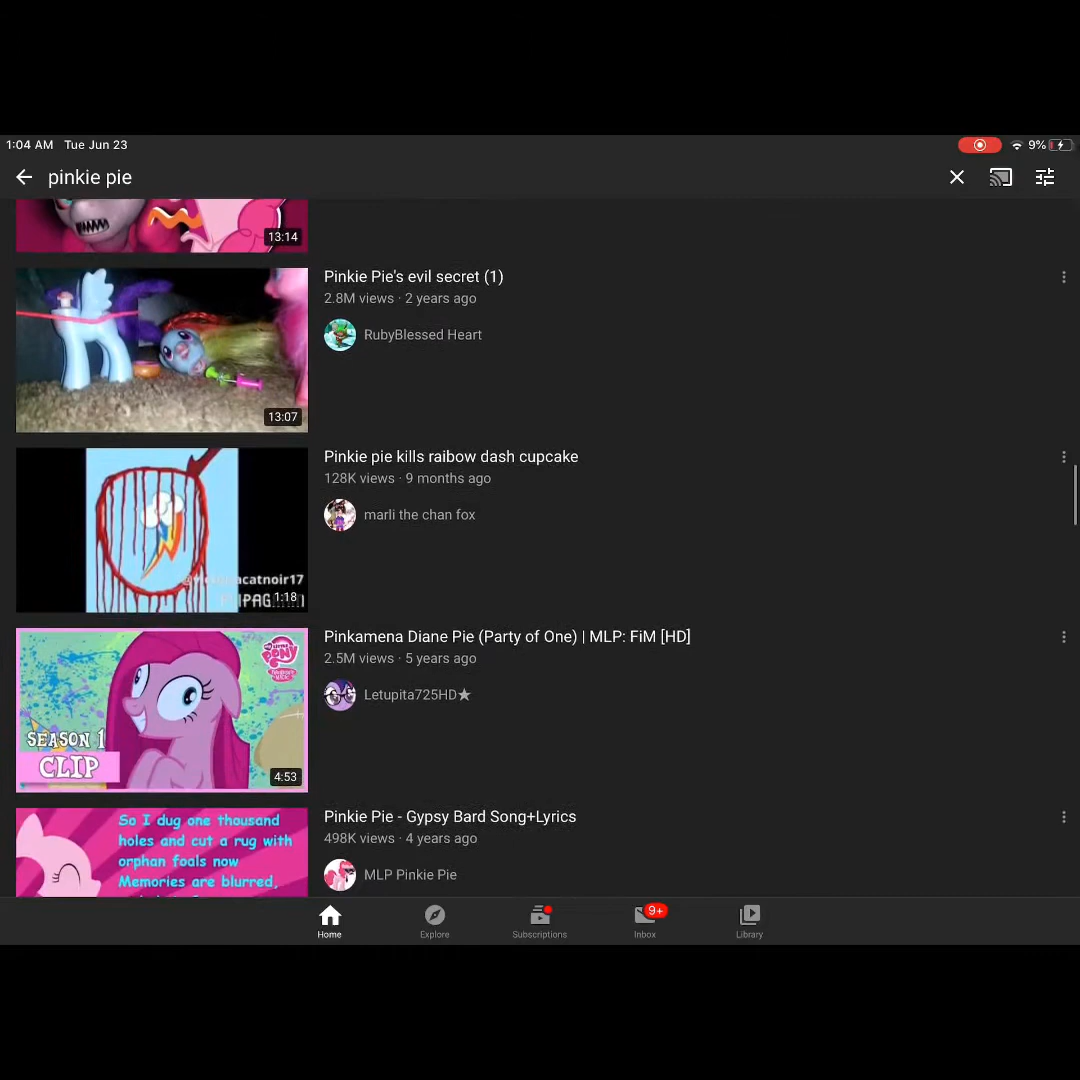 1:04 AM Tue Jun 23
9%
pinkie pie
13:14
Pinkie Pie's evil secret (1)
2.8M views · 2 years ago
RubyBlessed Heart
13:07
Pinkie pie kills raibow dash cupcake
128K views · 9 months ago
marli the chan fox
1:18
Pinkamena Diane Pie (Party of One) | MLP: FiM [HD]
2.5M views · 5 years ago
Letupita725HD★
SEASON 1
CLIP
4:53
Pinkie Pie - Gypsy Bard Song+Lyrics
498K views · 4 years ago
MLP Pinkie Pie
So I dug one thousand
holes and cut a rug with
orphan foals now
Memories are blurred,
9+
Home
Explore
Subscriptions
Inbox
Library